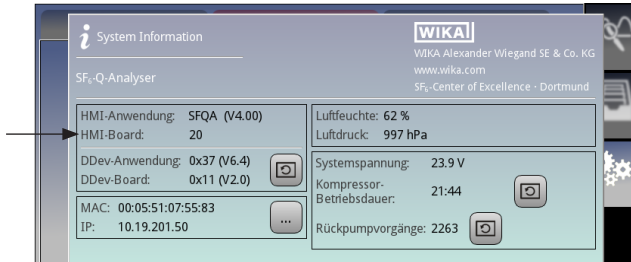 i System Information
WIKA
WIKA Alexander Wiegand SE & Co. KG
www.wika.com
SF₆-Q-Analyser
SF₆-Center of Excellence · Dortmund
HMI-Anwendung: SFQA (V4.00)
HMI-Board: 20
DDev-Anwendung: 0x37 (V6.4)
DDev-Board: 0x11 (V2.0)
MAC: 00:05:51:07:55:83
IP: 10.19.201.50
...
Luftfeuchte: 62 %
Luftdruck: 997 hPa
Systemspannung: 23.9 V
Kompressor-
Betriebsdauer: 21:44
Rückpumpvorgänge: 2263